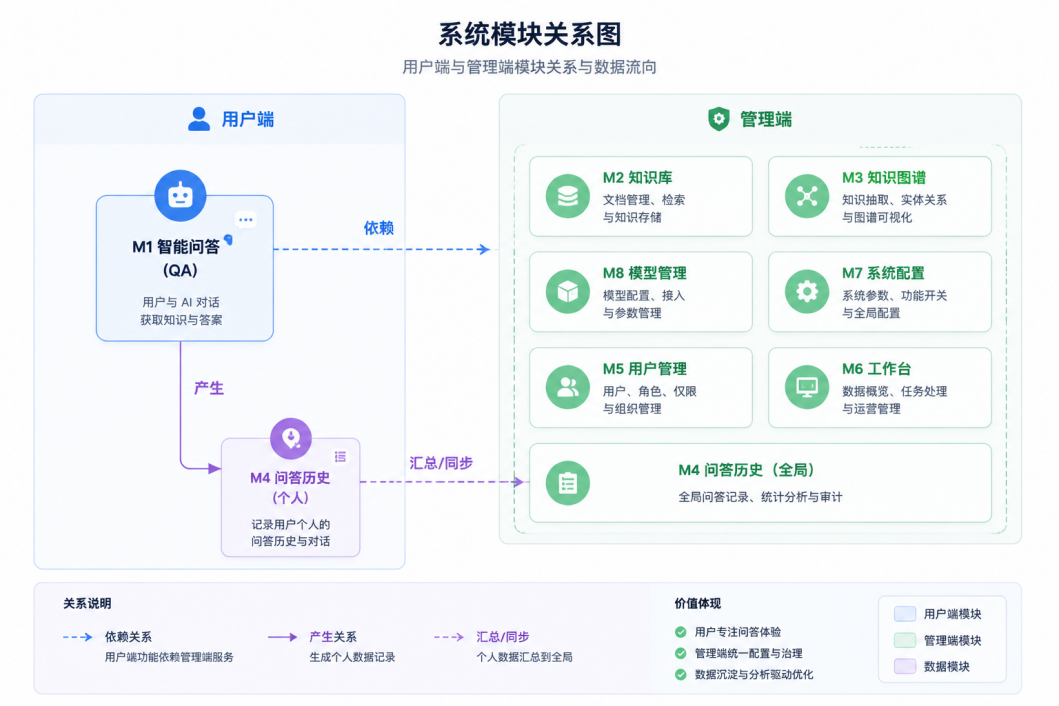 系统模块关系图
用户端与管理端模块关系与数据流向
用户端
M1 智能问答
(QA)
用户与 AI 对话
获取知识与答案
依赖
产生
M4 问答历史
(个人)
记录用户个人的
问答历史与对话
汇总/同步
管理端
M2 知识库
文档管理、检索
与知识存储
M3 知识图谱
知识抽取、实体关系
与图谱可视化
M8 模型管理
模型配置、接入
与参数管理
M7 系统配置
系统参数、功能开关
与全局配置
M5 用户管理
用户、角色、仅限
与组织管理
M6 工作台
数据概览、任务处理
与运营管理
M4 问答历史（全局）
全局问答记录、统计分析与审计
关系说明
依赖关系
用户端功能依赖管理端服务
产生关系
生成个人数据记录
汇总/同步
个人数据汇总到全局
价值体现
用户专注问答体验
管理端统一配置与治理
数据沉淀与分析驱动优化
用户端模块
管理端模块
数据模块